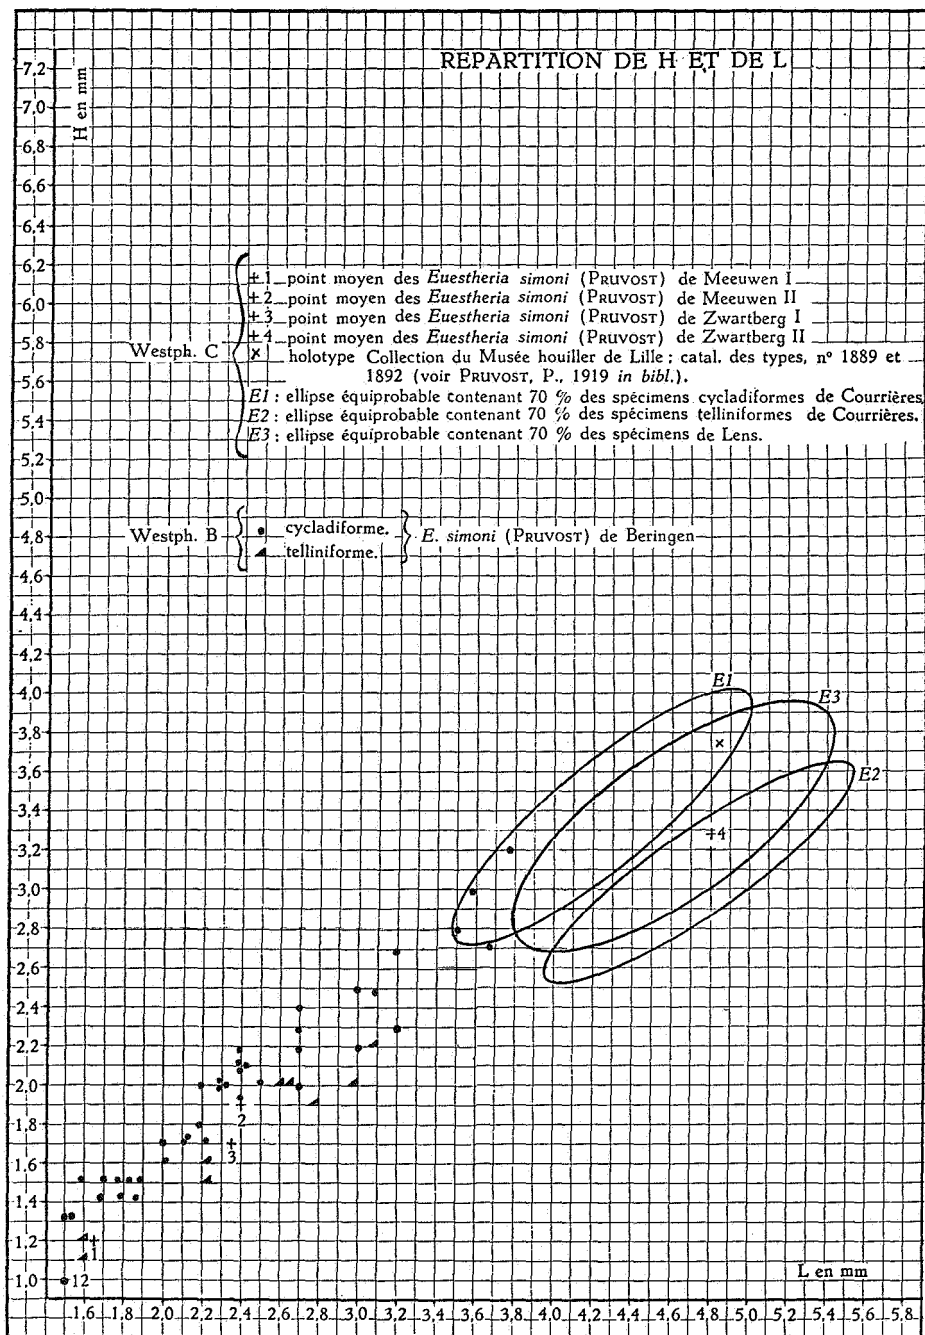 REPARTITION DE H ET DE L
H en mm
7,2
7,0
6,8
6,6
6,4
6,2
6,0
5,8
5,6
5,4
5,2
5,0
4,8
4,6
4,4
4,2
4,0
3,8
3,6
3,4
3,2
3,0
2,8
2,6
2,4
2,2
2,0
1,8
1,6
1,4
1,2
1,0
Westph. C
+1 point moyen des Euestheria simoni (PRUVOST) de Meeuwen I
+2 point moyen des Euestheria simoni (PRUVOST) de Meeuwen II
+3 point moyen des Euestheria simoni (PRUVOST) de Zwartberg I
+4 point moyen des Euestheria simoni (PRUVOST) de Zwartberg II
x holotype Collection du Musée houiller de Lille ; catal. des types, n° 1889 et
1892 (voir PRUVOST, P., 1919 in bibl.).
E1 : ellipse équiprobable contenant 70 % des spécimens cycladiformes de Courrières
E2 : ellipse équiprobable contenant 70 % des spécimens telliniformes de Courrières.
E3 : ellipse équiprobable contenant 70 % des spécimens de Lens.
Westph. B
cycladiforme.
telliniforme.
E. simoni (PRUVOST) de Beringen
E1
E3
E2
x
+4
+
2
+
3
+
1
12
L en mm
1,6 1,8 2,0 2,2 2,4 2,6 2,8 3,0 3,2 3,4 3,6 3,8 4,0 4,2 4,4 4,6 4,8 5,0 5,2 5,4 5,6 5,8